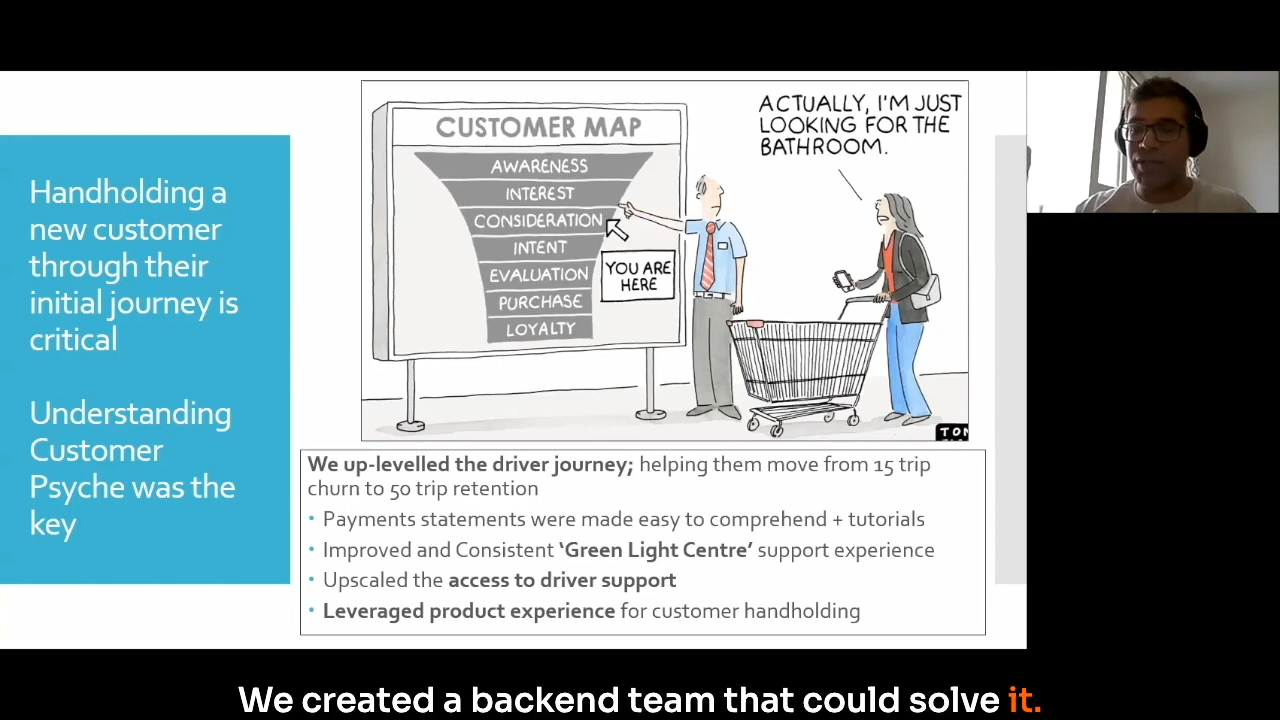 Handholding a
new customer
through their
initial journey is
critical
Understanding
Customer
Psyche was the
key
CUSTOMER MAP
AWARENESS
INTEREST
CONSIDERATION
INTENT
EVALUATION
PURCHASE
LOYALTY
YOU ARE
HERE
ACTUALLY, I'M JUST
LOOKING FOR THE
BATHROOM.
We up-levelled the driver journey; helping them move from 15 trip
churn to 50 trip retention
• Payments statements were made easy to comprehend + tutorials
• Improved and Consistent ‘Green Light Centre’ support experience
• Upscaled the access to driver support
• Leveraged product experience for customer handholding
We created a backend team that could solve it.